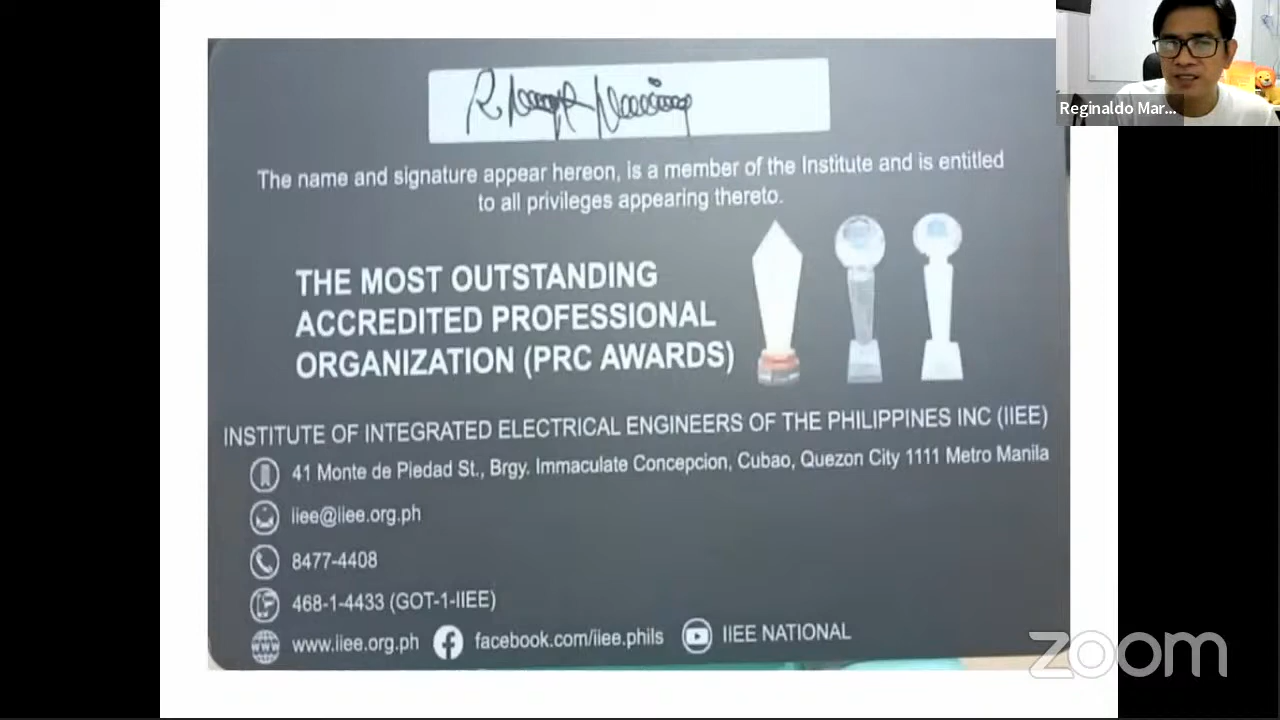 Reginaldo Mar...
The name and signature appear hereon, is a member of the Institute and is entitled
to all privileges appearing thereto.
THE MOST OUTSTANDING
ACCREDITED PROFESSIONAL
ORGANIZATION (PRC AWARDS)
INSTITUTE OF INTEGRATED ELECTRICAL ENGINEERS OF THE PHILIPPINES INC (IIEE)
41 Monte de Piedad St., Brgy. Immaculate Concepcion, Cubao, Quezon City 1111 Metro Manila
iiee@iiee.org.ph
8477-4408
468-1-4433 (GOT-1-IIEE)
www www.iiee.org.ph facebook.com/iiee.phils IIEE NATIONAL
zoom